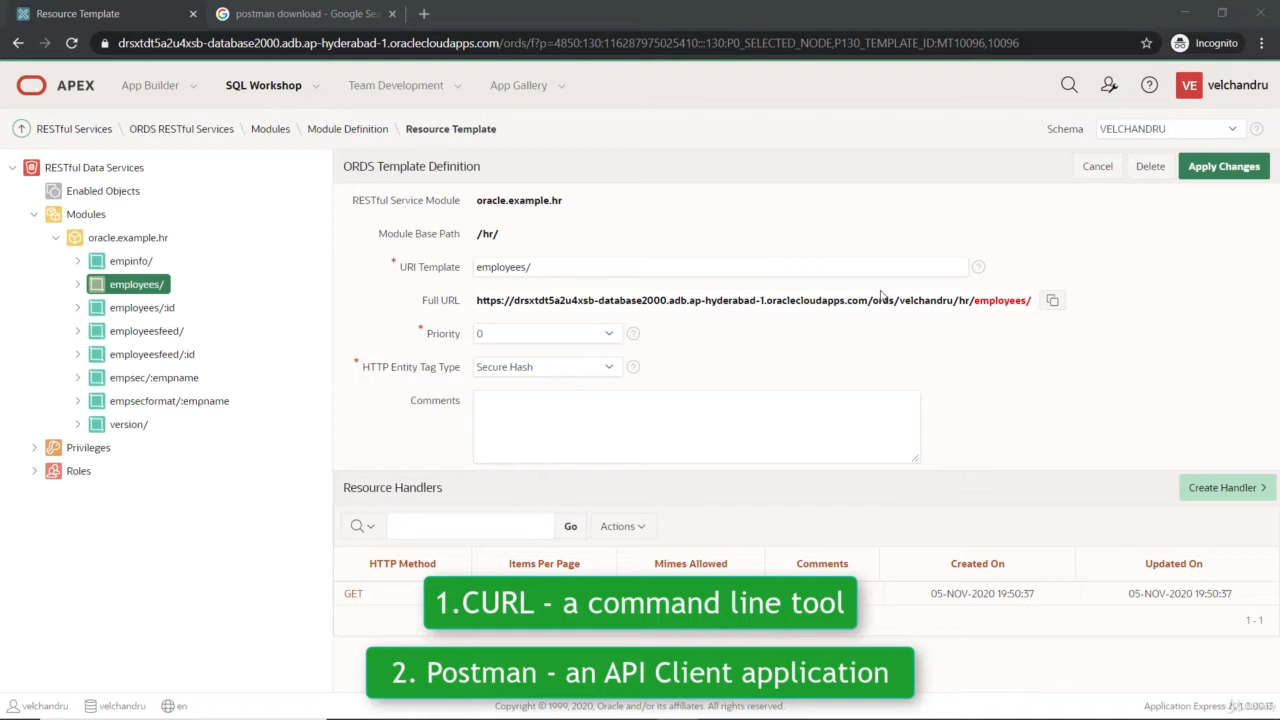 Resource Template
postman download - Google Sea
drsxtdt5a2u4xsb-database2000.adb.ap-hyderabad-1.oraclecloudapps.com/ords/f?p=4850:130:116287975025410:::130:P0_SELECTED_NODE,P130_TEMPLATE_ID:MT10096,10096
Incognito
APEX
App Builder
SQL Workshop
Team Development
App Gallery
VE
velchandru
RESTful Services \ ORDS RESTful Services \ Modules \ Module Definition \ Resource Template
Schema
VELCHANDRU
RESTful Data Services
Enabled Objects
Modules
oracle.example.hr
empinfo/
employees/
employees/:id
employeesfeed/
employeesfeed/:id
empsec/:empname
empsecformat/:empname
version/
Privileges
Roles
ORDS Template Definition
Cancel
Delete
Apply Changes
RESTful Service Module
oracle.example.hr
Module Base Path
/hr/
* URI Template
employees/
Full URL
https://drsxtdt5a2u4xsb-database2000.adb.ap-hyderabad-1.oraclecloudapps.com/ords/velchandru/hr/employees/
* Priority
0
* HTTP Entity Tag Type
Secure Hash
Comments
Resource Handlers
Create Handler
Go
Actions
HTTP Method
Items Per Page
Mimes Allowed
Comments
Created On
Updated On
GET
05-NOV-2020 19:50:37
05-NOV-2020 19:50:37
1 - 1
1.CURL - a command line tool
2. Postman - an API Client application
velchandru
velchandru
en
Copyright © 1999, 2020, Oracle and/or its affiliates. All rights reserved.
Application Express